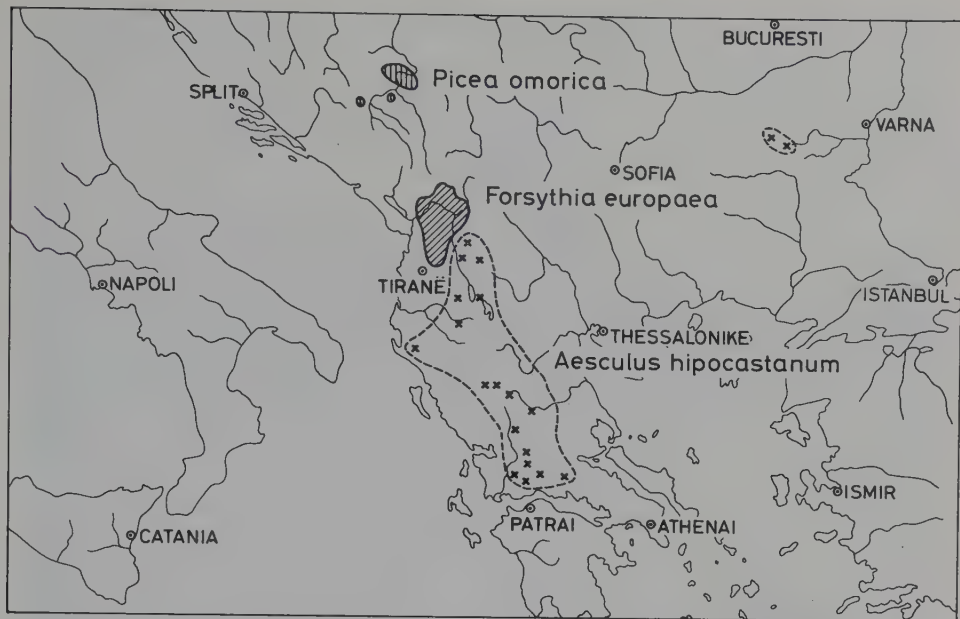 BUCURESTI
Picea omorica
SPLIT
VARNA
SOFIA
Forsythia europaea
NAPOLI
TIRANË
ISTANBUL
THESSALONIKE
Aesculus hipocastanum
ISMIR
PATRAI
ATHENAI
CATANIA